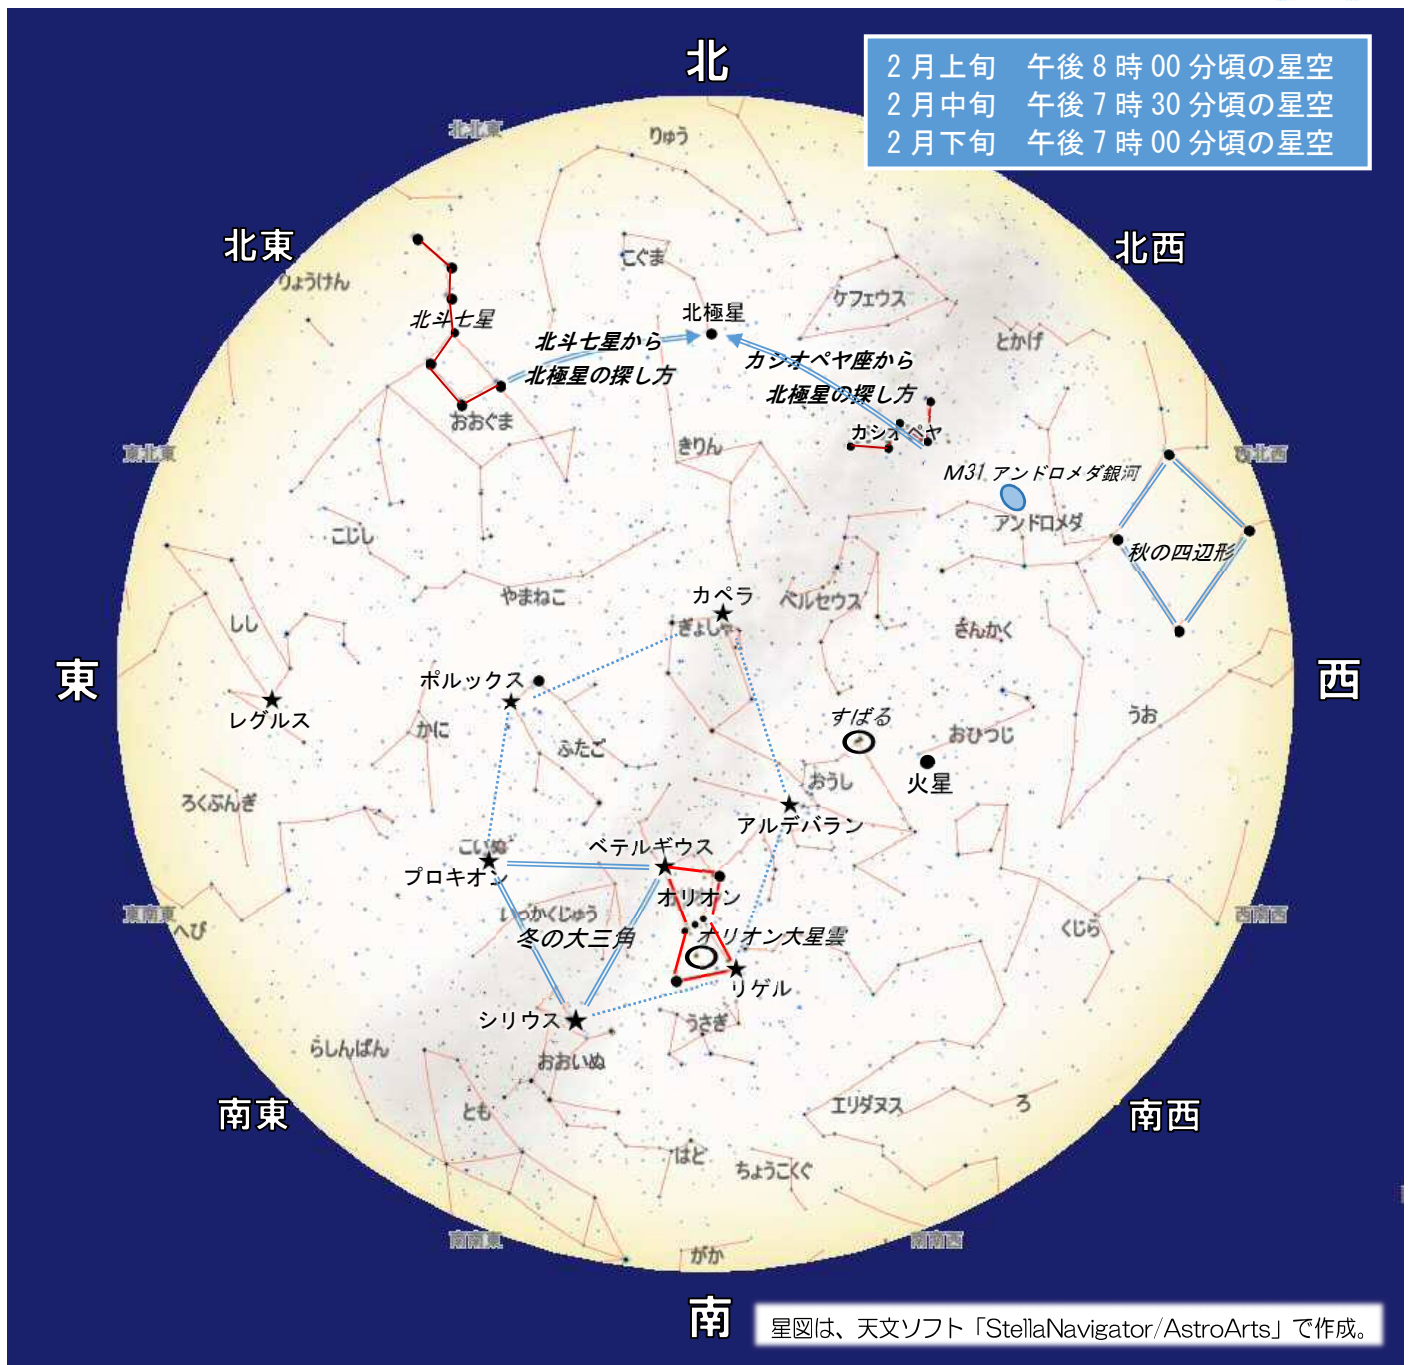 北
2月上旬　午後8時00分頃の星空
2月中旬　午後7時30分頃の星空
2月下旬　午後7時00分頃の星空
北北東
りゅう
北東
北西
こぐま
りょうけん
ケフェウス
北極星
北斗七星
とかげ
北斗七星から
北極星の探し方
カシオペヤ座から
北極星の探し方
おおぐま
カシオペヤ
きりん
東北東
西北西
M31 アンドロメダ銀河
アンドロメダ
こじし
秋の四辺形
やまねこ
カペラ
ペルセウス
しし
ぎょしゃ
さんかく
東
西
ポルックス
レグルス
かに
すばる
うお
ふたご
おひつじ
火星
おうし
ろくぶんぎ
アルデバラン
こいぬ
ベテルギウス
プロキオン
オリオン
いっかくじゅう
東南東
西南西
へび
冬の大三角
オリオン大星雲
くじら
リゲル
シリウス
うさぎ
らしんばん
おおいぬ
南東
とも
エリダヌス
ろ
南西
はと
ちょうこくぐ
南南東
南南西
がか
南
星図は、天文ソフト「StellaNavigator/AstroArts」で作成。